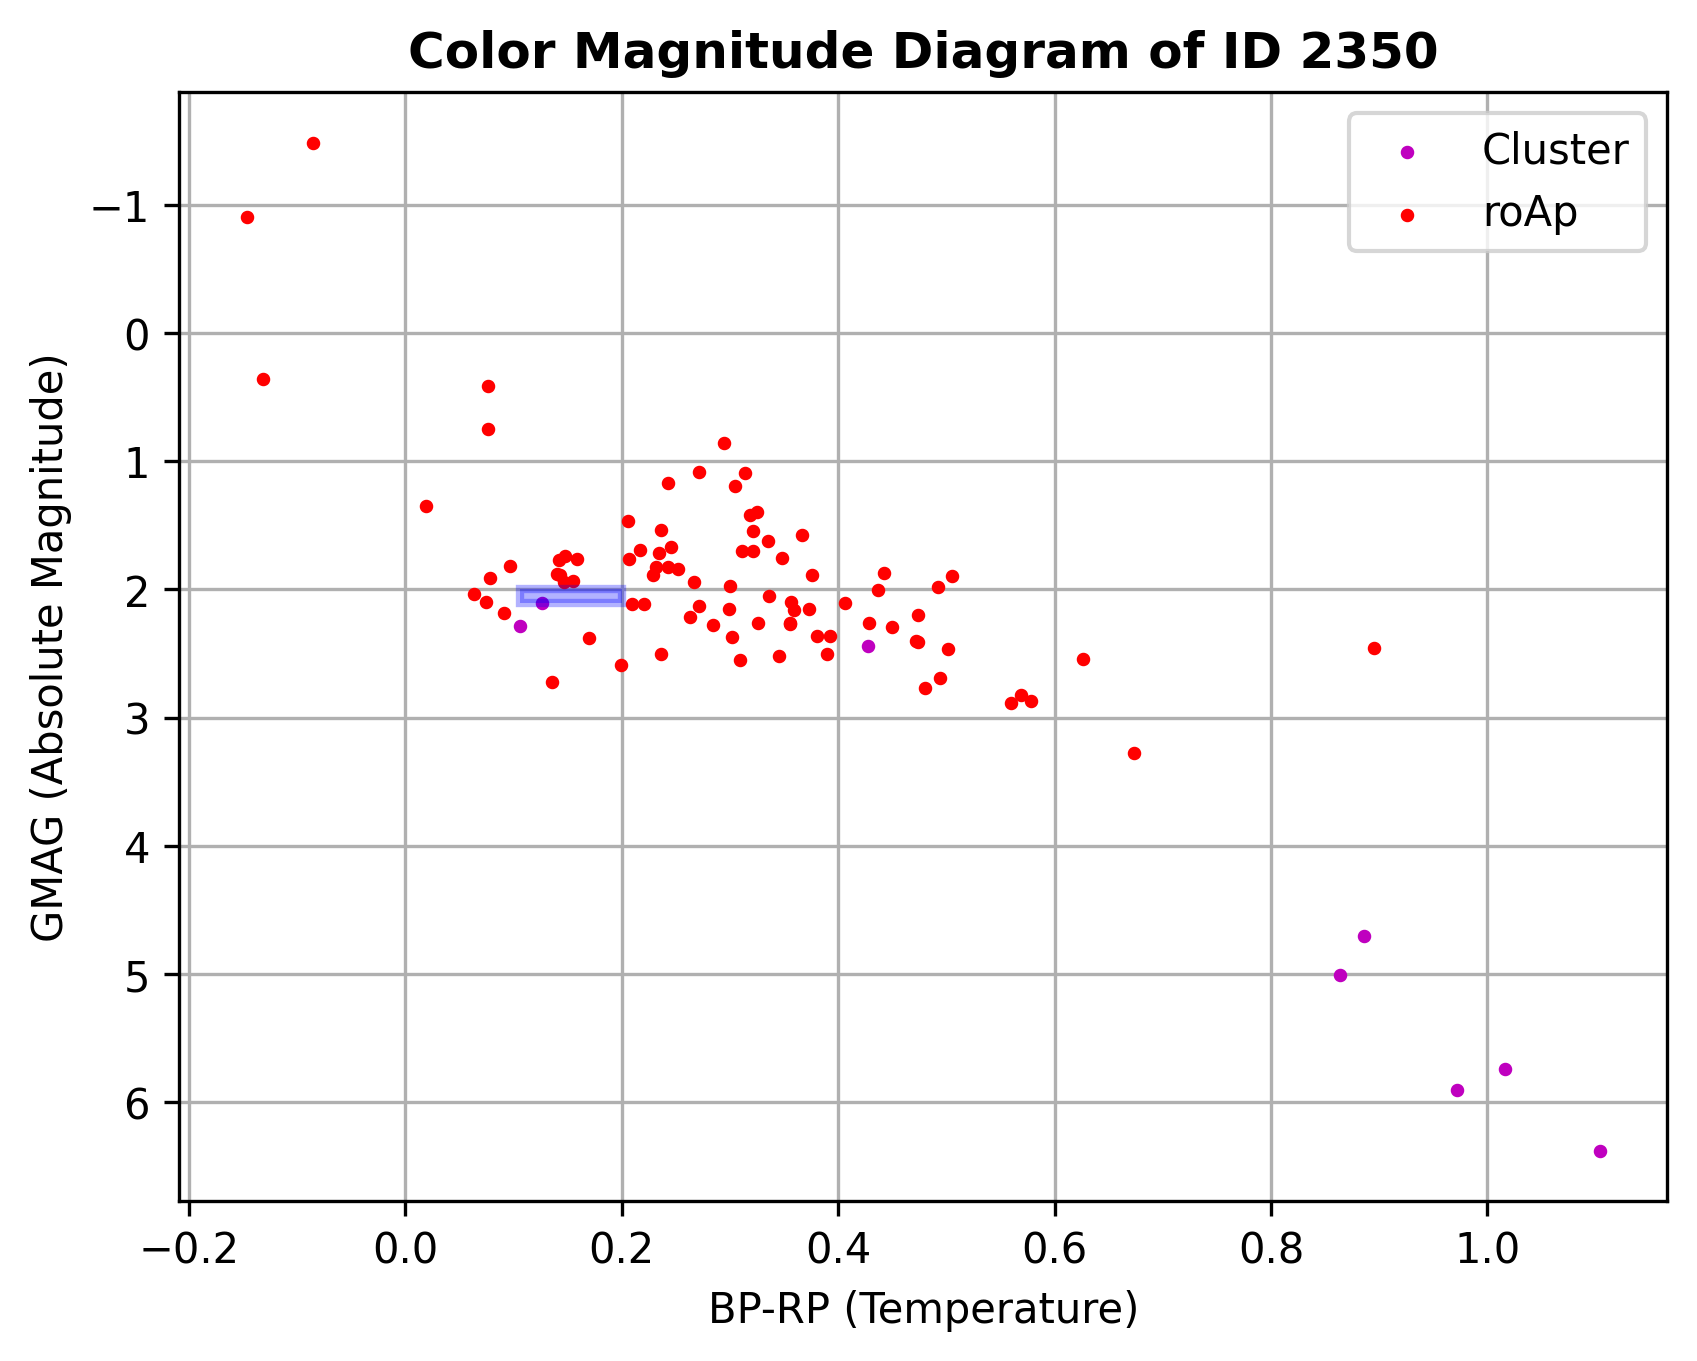 Color Magnitude Diagram of ID 2350
Cluster
roAp
−1
0
1
2
3
4
5
6
GMAG (Absolute Magnitude)
−0.2 0.0 0.2 0.4 0.6 0.8 1.0
BP-RP (Temperature)